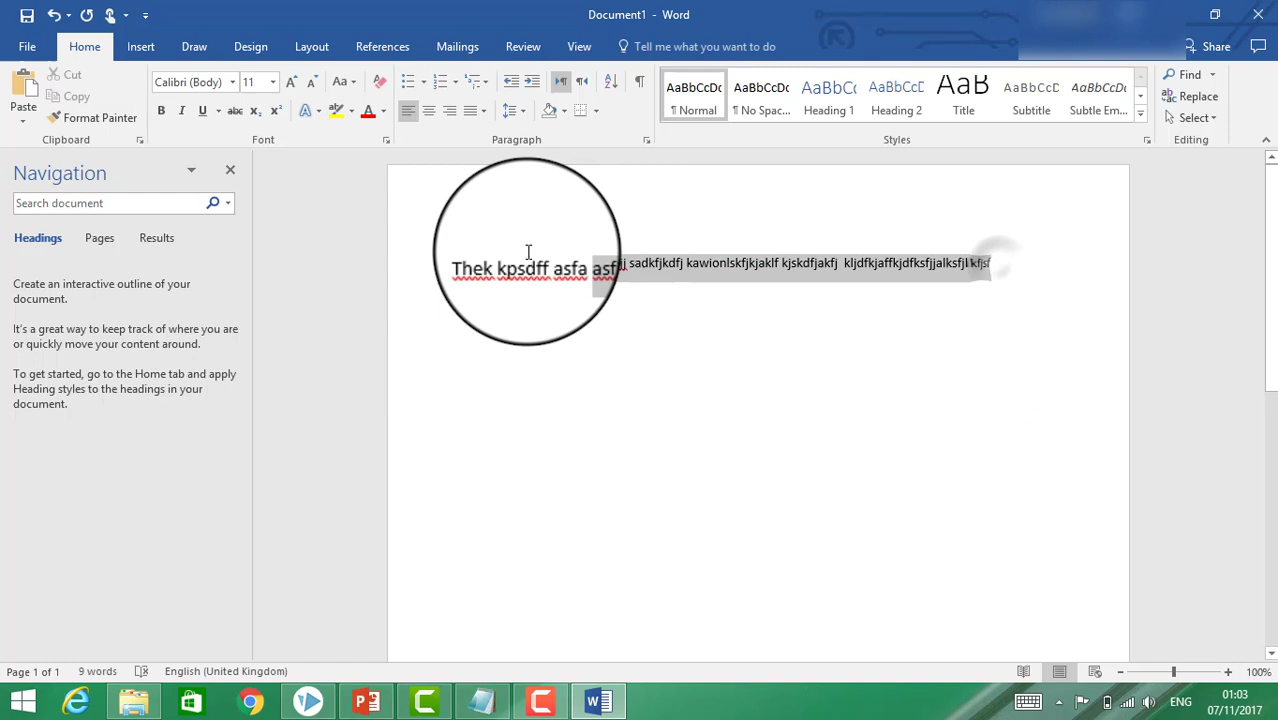 Document1 - Word
File Home Insert Draw Design Layout References Mailings Review View Tell me what you want to do Share
Paste
Cut
Copy
Format Painter
Clipboard
Calibri (Body) 11
Font
Paragraph
AaBbCcDc AaBbCcDc AaBbCc AaBbCcD AaB AaBbCcD AaBbCcDc
¶ Normal ¶ No Spac... Heading 1 Heading 2 Title Subtitle Subtle Em...
Styles
Find
Replace
Select
Editing
Navigation
Search document
Headings Pages Results
Create an interactive outline of your
document.
It's a great way to keep track of where you are
or quickly move your content around.
To get started, go to the Home tab and apply
Heading styles to the headings in your
document.
Thek kpsdff asfa sadkfjkdfj kawionlskfjkjaklf kjskdfjakfj
Page 1 of 1 9 words English (United Kingdom) 100%
ENG 01:03
07/11/2017